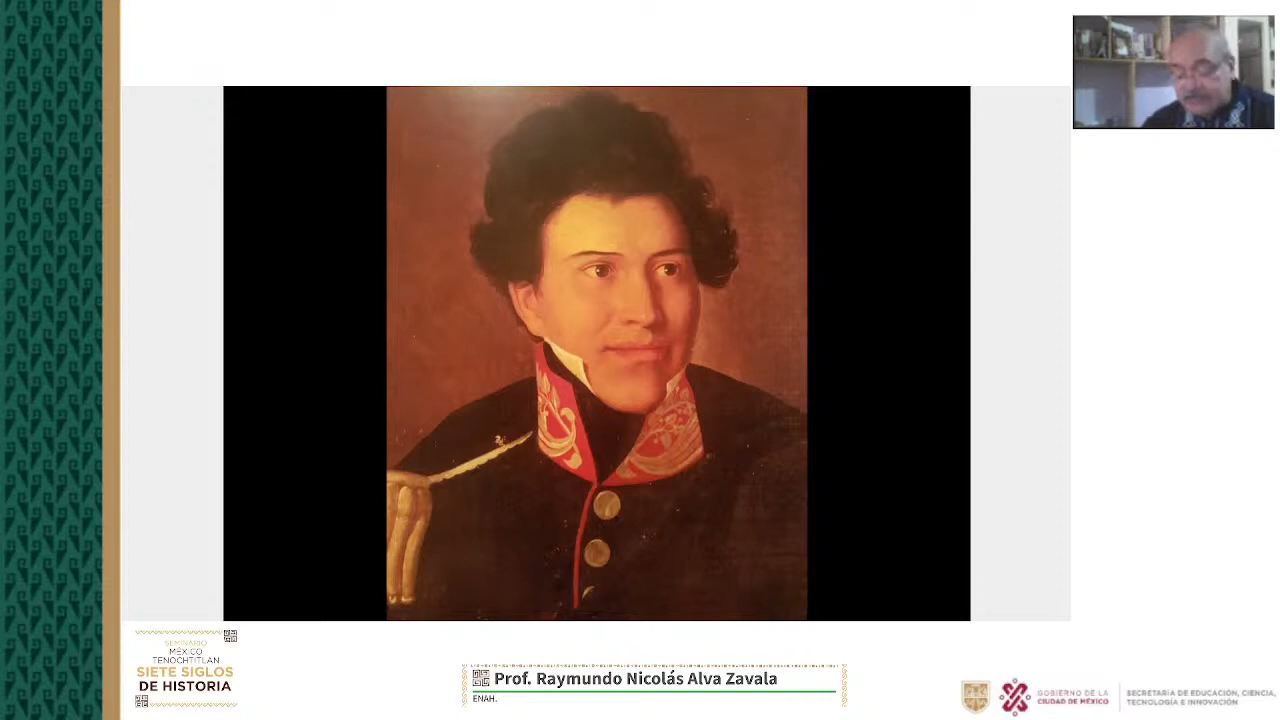 SEMINARIO
MÉXICO
TENOCHTITLAN
SIETE SIGLOS
DE HISTORIA
Prof. Raymundo Nicolás Alva Zavala
ENAH.
GOBIERNO DE LA
CIUDAD DE MÉXICO
SECRETARÍA DE EDUCACIÓN, CIENCIA,
TECNOLOGÍA E INNOVACIÓN